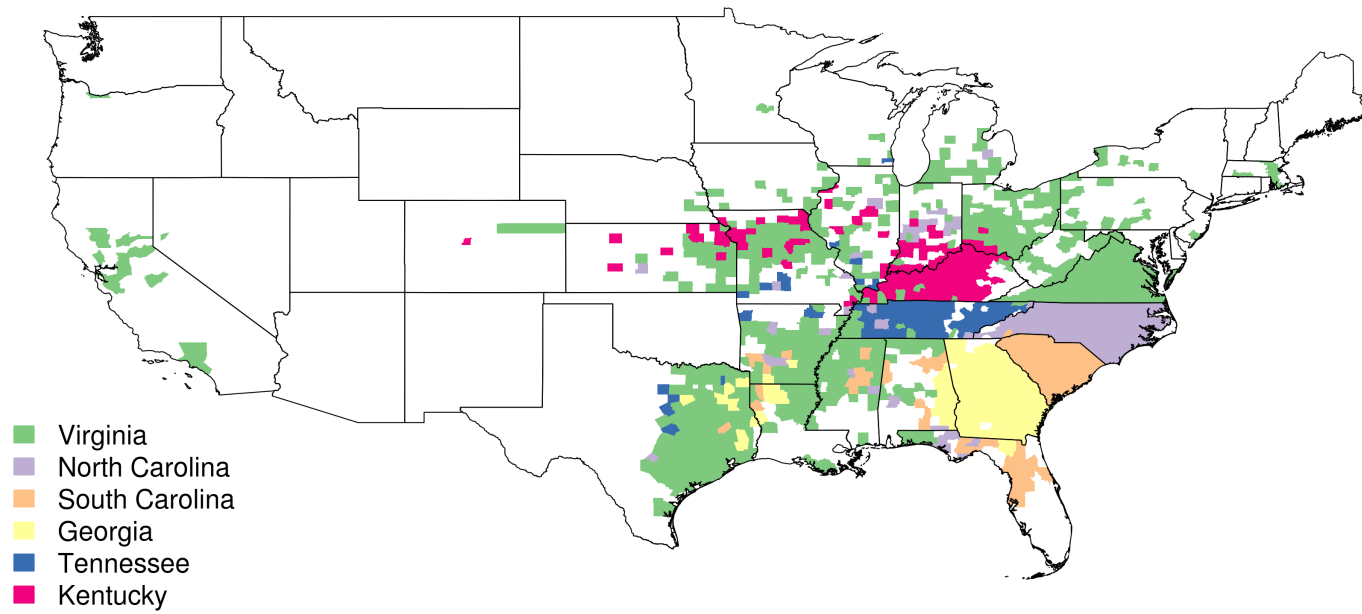 Virginia
North Carolina
South Carolina
Georgia
Tennessee
Kentucky